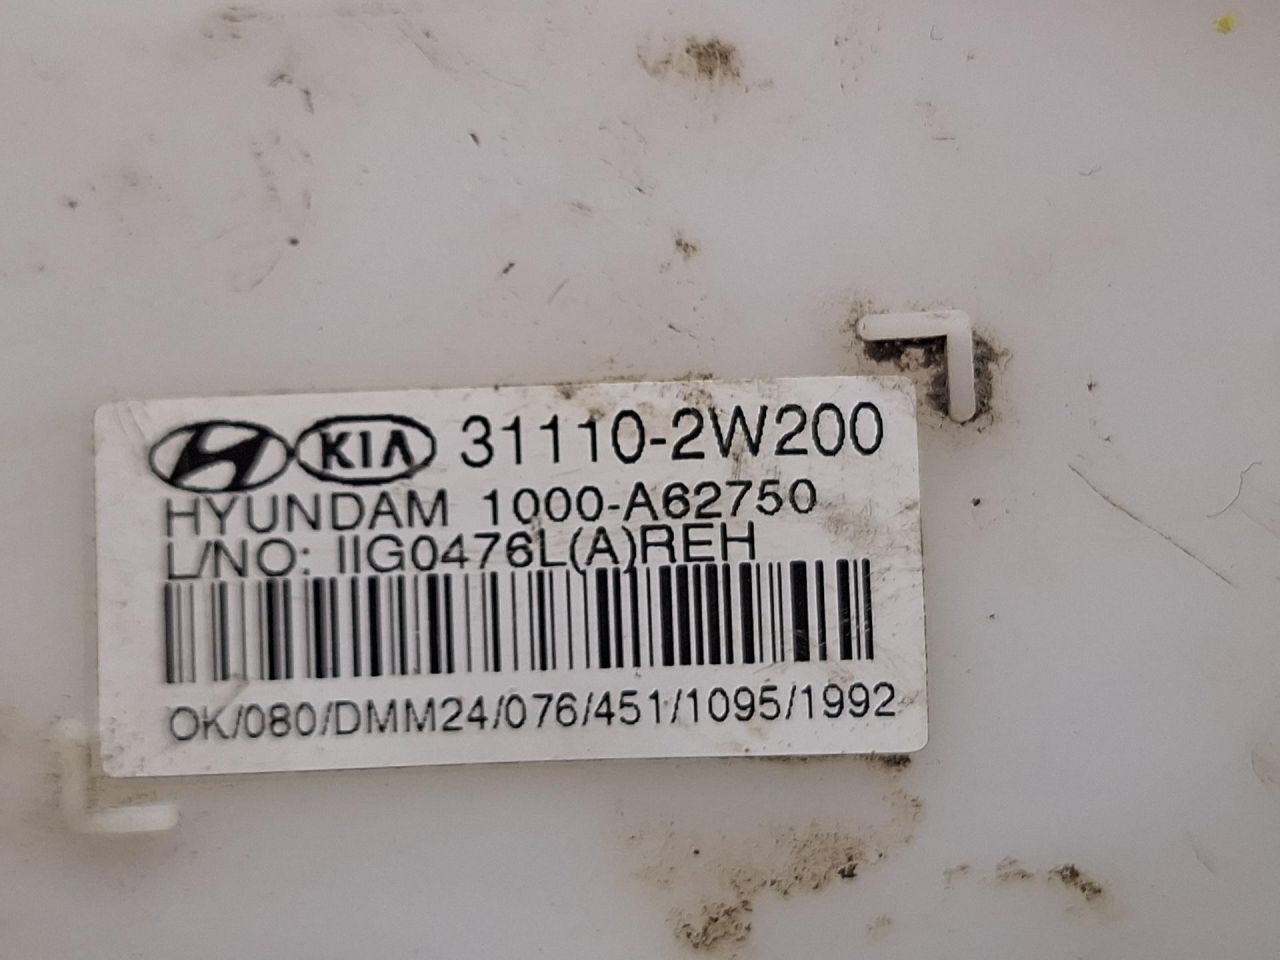 KIA 31110-2W200
HYUNDAM 1000-A62750
L/NO: IIG0476L(A)REH
OK/080/DMM24/076/451/1095/1992